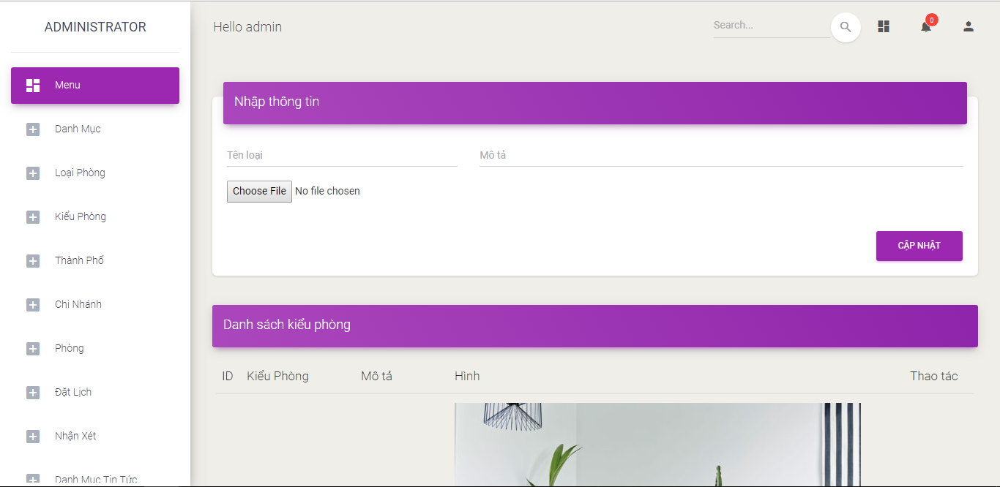 ADMINISTRATOR
Hello admin
Search...
0
Menu
Danh Mục
Loại Phòng
Kiểu Phòng
Thành Phố
Chi Nhánh
Phòng
Đặt Lịch
Nhận Xét
Danh Mục Tin Tức
Nhập thông tin
Tên loại
Mô tả
Choose File No file chosen
CẬP NHẬT
Danh sách kiểu phòng
ID Kiểu Phòng Mô tả Hình Thao tác